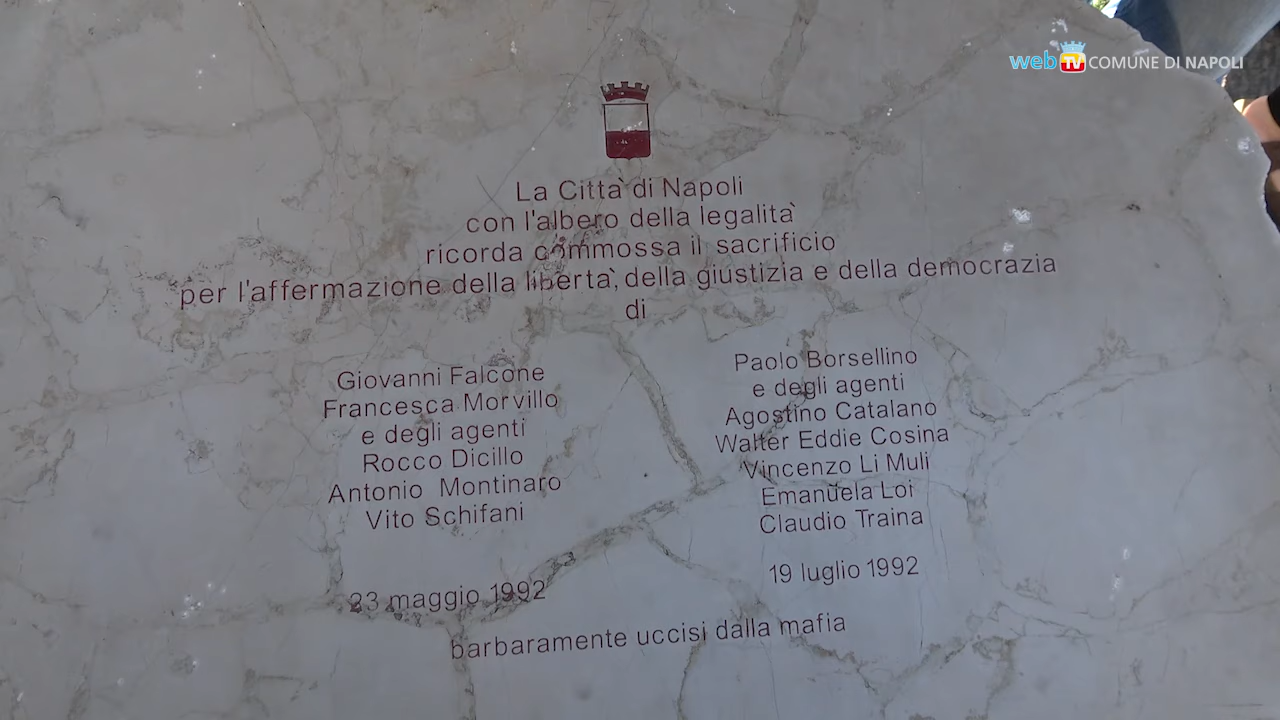 web TV COMUNE DI NAPOLI
La Città di Napoli
con l'albero della legalità
ricorda commossa il sacrificio
per l'affermazione della libertà, della giustizia e della democrazia
di
Giovanni Falcone
Francesca Morvillo
e degli agenti
Rocco Dicillo
Antonio Montinaro
Vito Schifani
23 maggio 1992
Paolo Borsellino
e degli agenti
Agostino Catalano
Walter Eddie Cosina
Vincenzo Li Muli
Emanuela Loi
Claudio Traina
19 luglio 1992
barbaramente uccisi dalla mafia